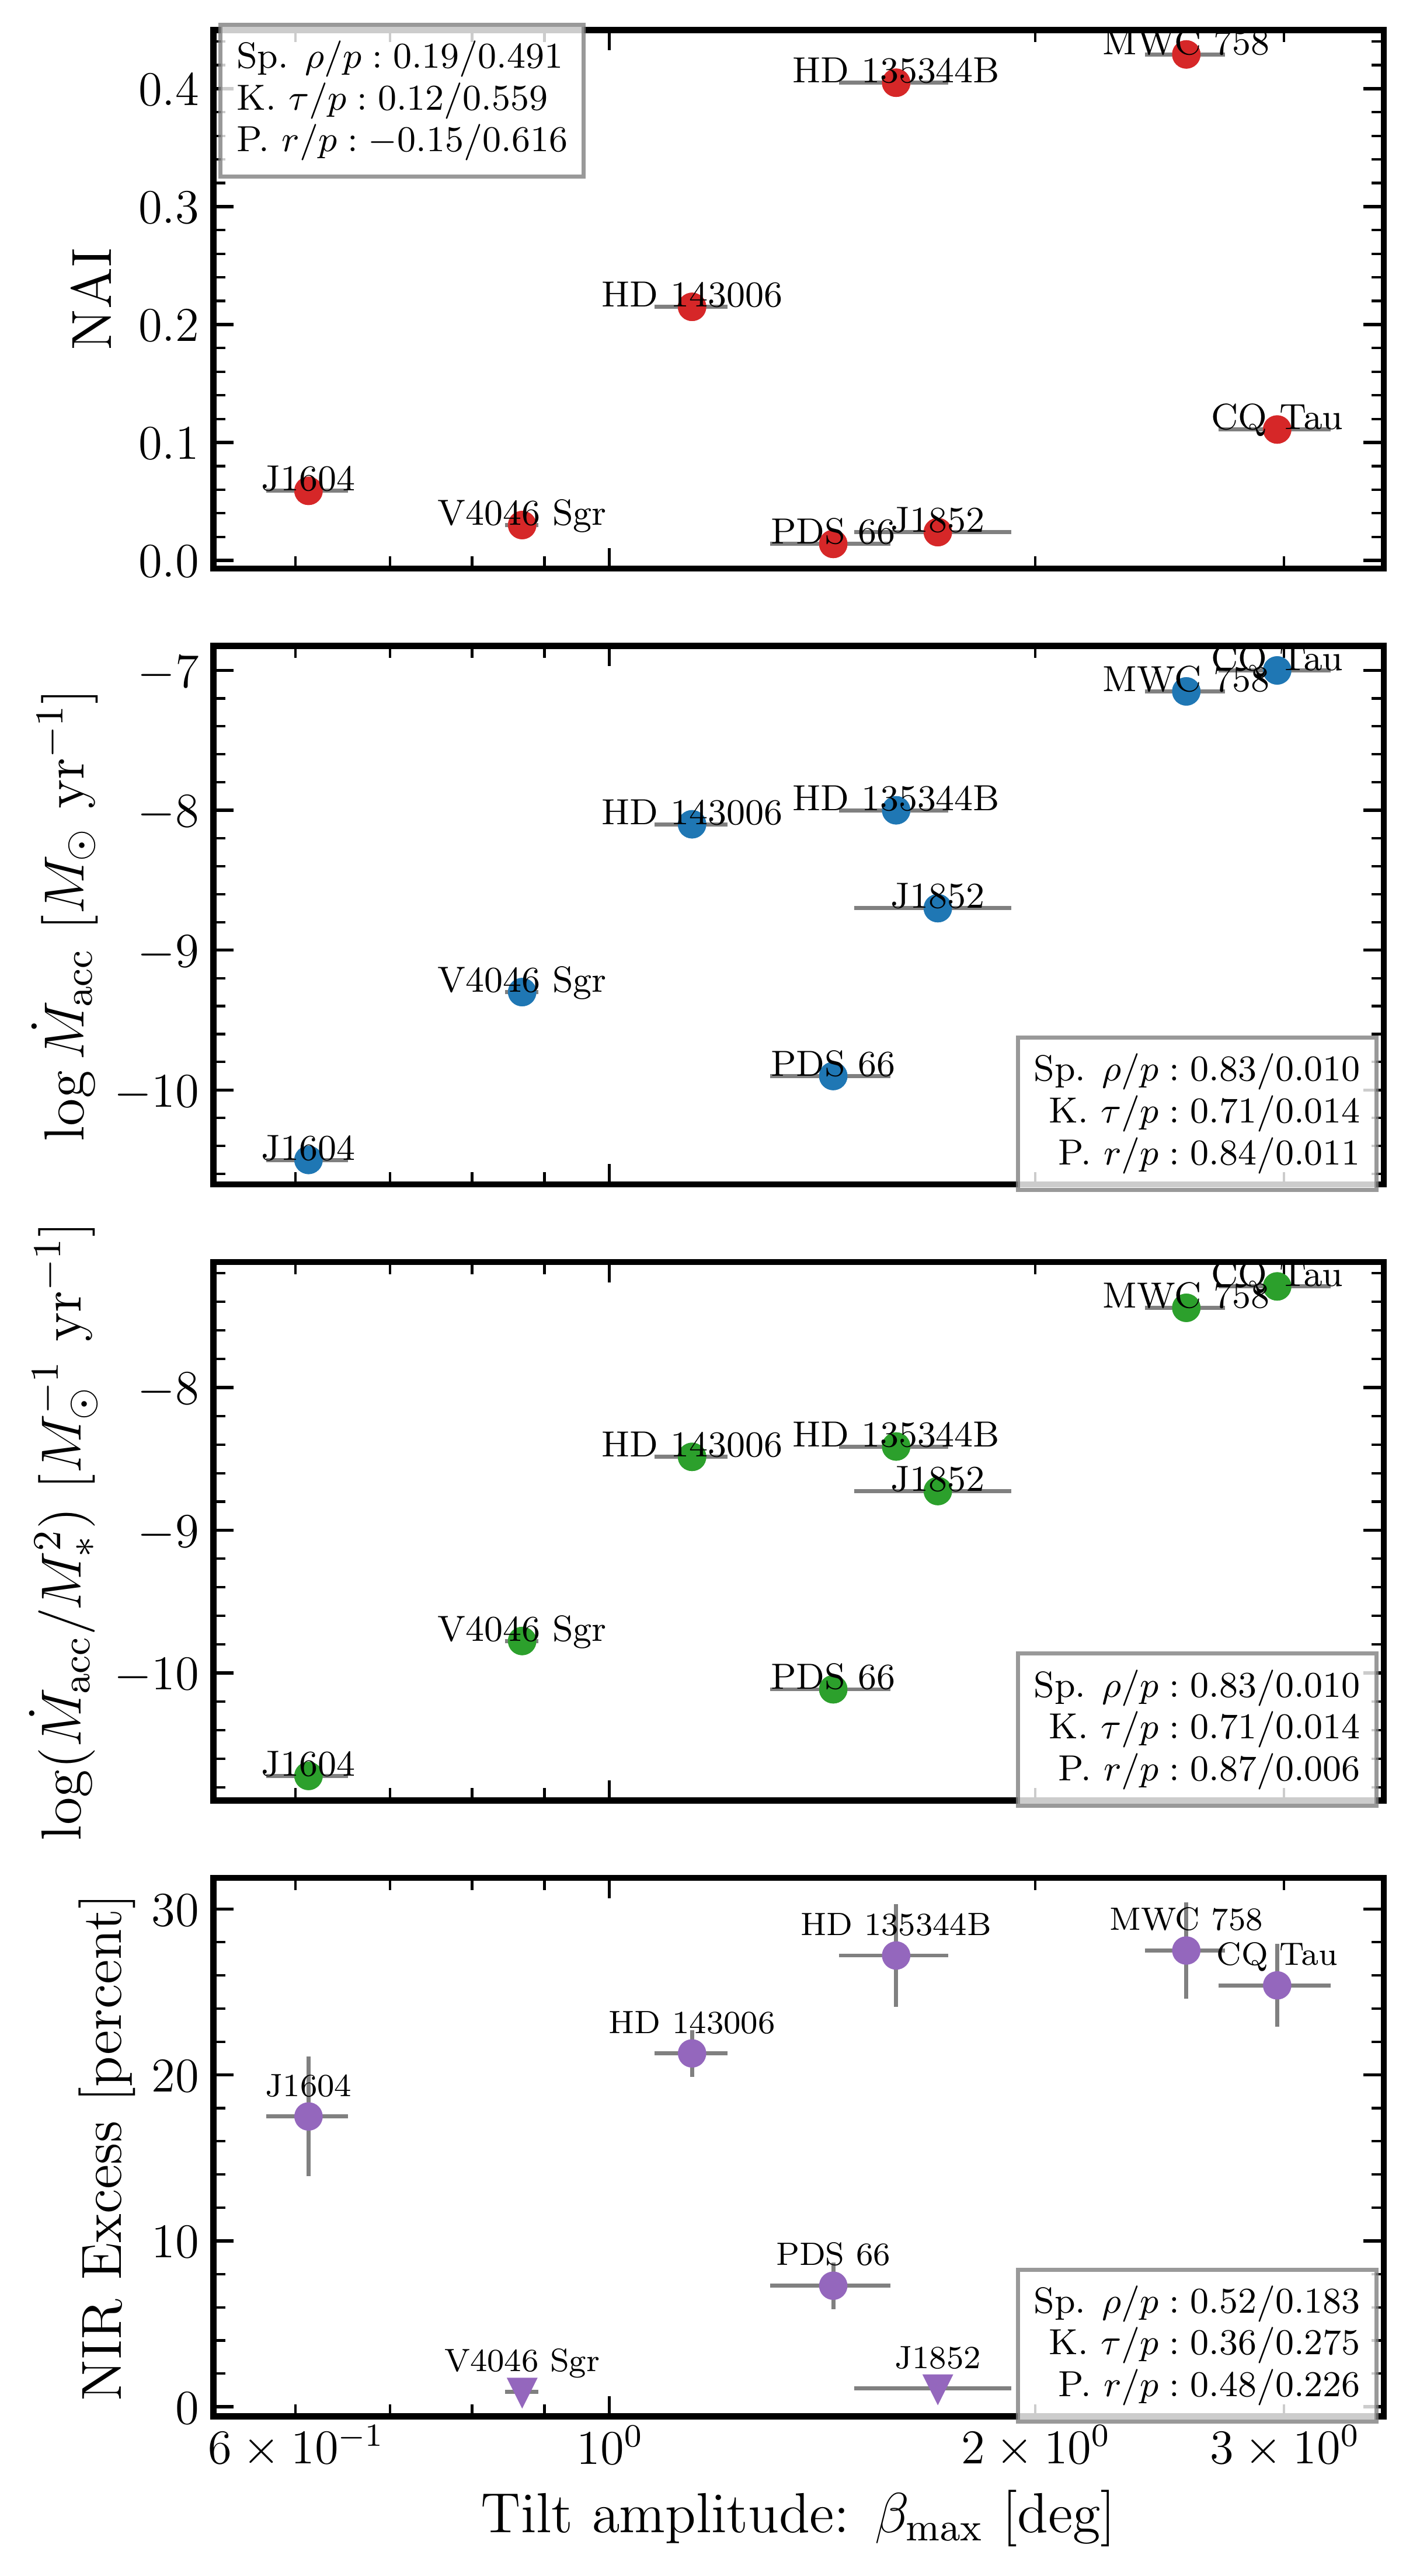 Sp. ρ/p : 0.19/0.491
K. τ/p : 0.12/0.559
P. r/p : −0.15/0.616
NAI
0.4
0.3
0.2
0.1
0.0
MWC 758
HD 135344B
HD 143006
CQ Tau
J1604
V4046 Sgr
PDS 66
J1852
log Ṁ_acc [M_⊙ yr⁻¹]
−7
−8
−9
−10
CQ Tau
MWC 758
HD 143006
HD 135344B
J1852
V4046 Sgr
PDS 66
J1604
Sp. ρ/p : 0.83/0.010
K. τ/p : 0.71/0.014
P. r/p : 0.84/0.011
log(Ṁ_acc/M_*²) [M_⊙⁻¹ yr⁻¹]
−8
−9
−10
CQ Tau
MWC 758
HD 143006
HD 135344B
J1852
V4046 Sgr
PDS 66
J1604
Sp. ρ/p : 0.83/0.010
K. τ/p : 0.71/0.014
P. r/p : 0.87/0.006
NIR Excess [percent]
30
20
10
0
MWC 758
HD 135344B
CQ Tau
HD 143006
J1604
PDS 66
V4046 Sgr
J1852
Sp. ρ/p : 0.52/0.183
K. τ/p : 0.36/0.275
P. r/p : 0.48/0.226
6 × 10⁻¹
10⁰
2 × 10⁰
3 × 10⁰
Tilt amplitude: β_max [deg]